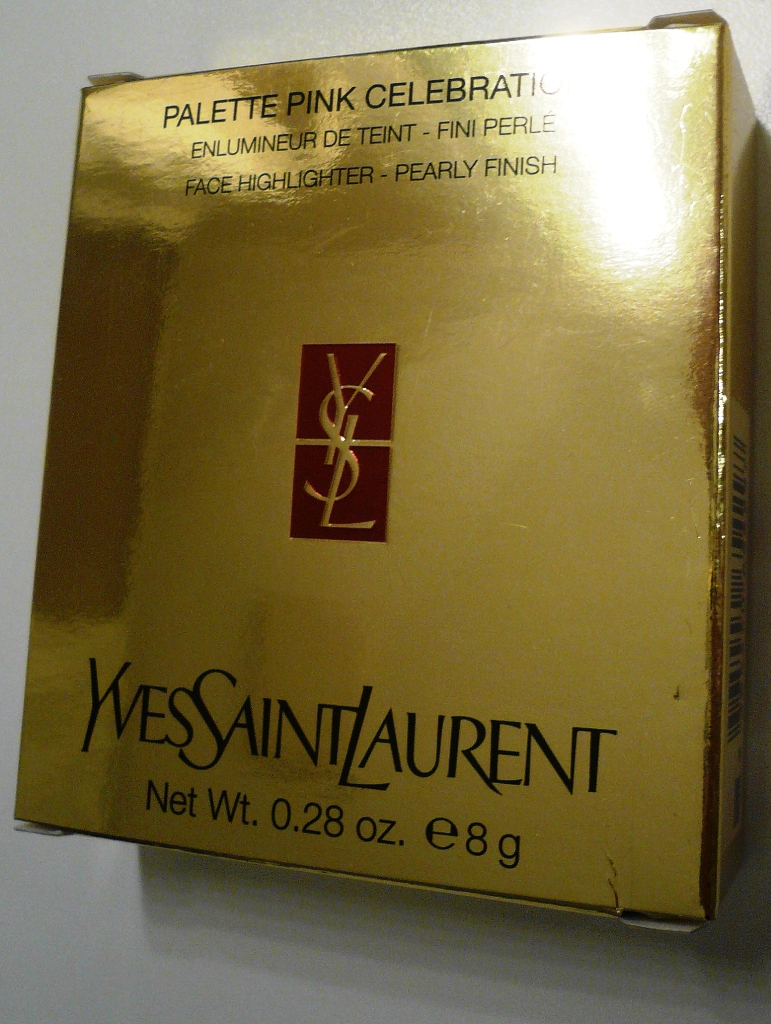 PALETTE PINK CELEBRATIO
ENLUMINEUR DE TEINT - FINI PERLÉ
FACE HIGHLIGHTER - PEARLY FINISH
YSL
YVESSAINTLAURENT
Net Wt. 0.28 oz. ℮ 8 g